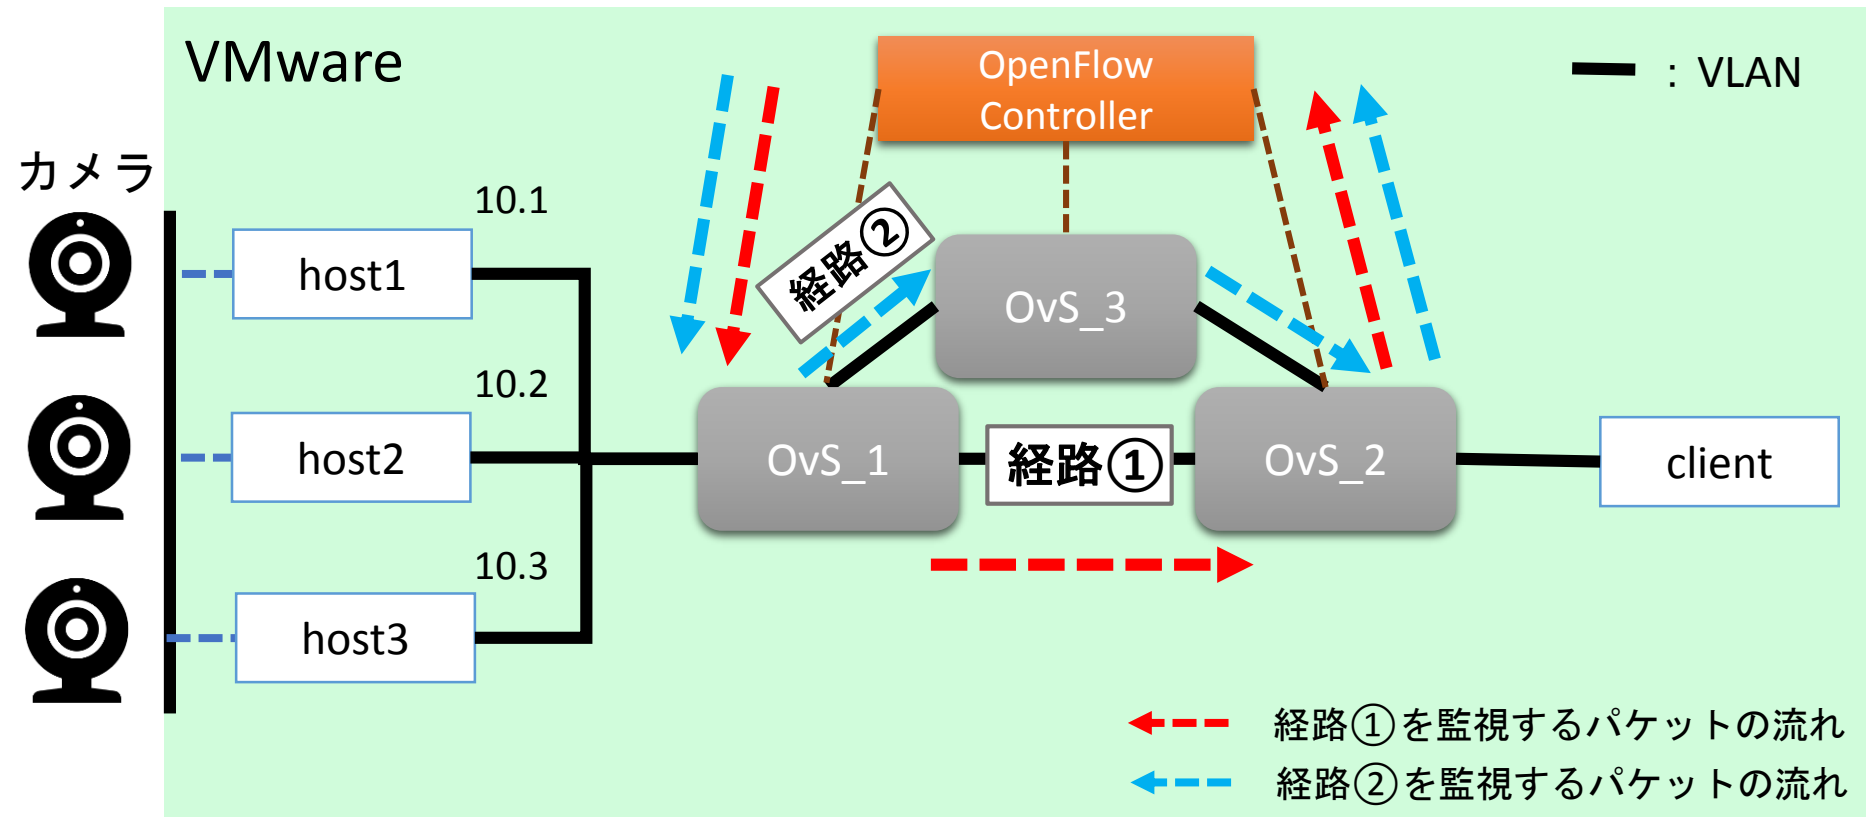 VMware
OpenFlow
Controller
: VLAN
カメラ
10.1
host1
経路②
OvS_3
10.2
host2
OvS_1
経路①
OvS_2
client
10.3
host3
経路①を監視するパケットの流れ
経路②を監視するパケットの流れ